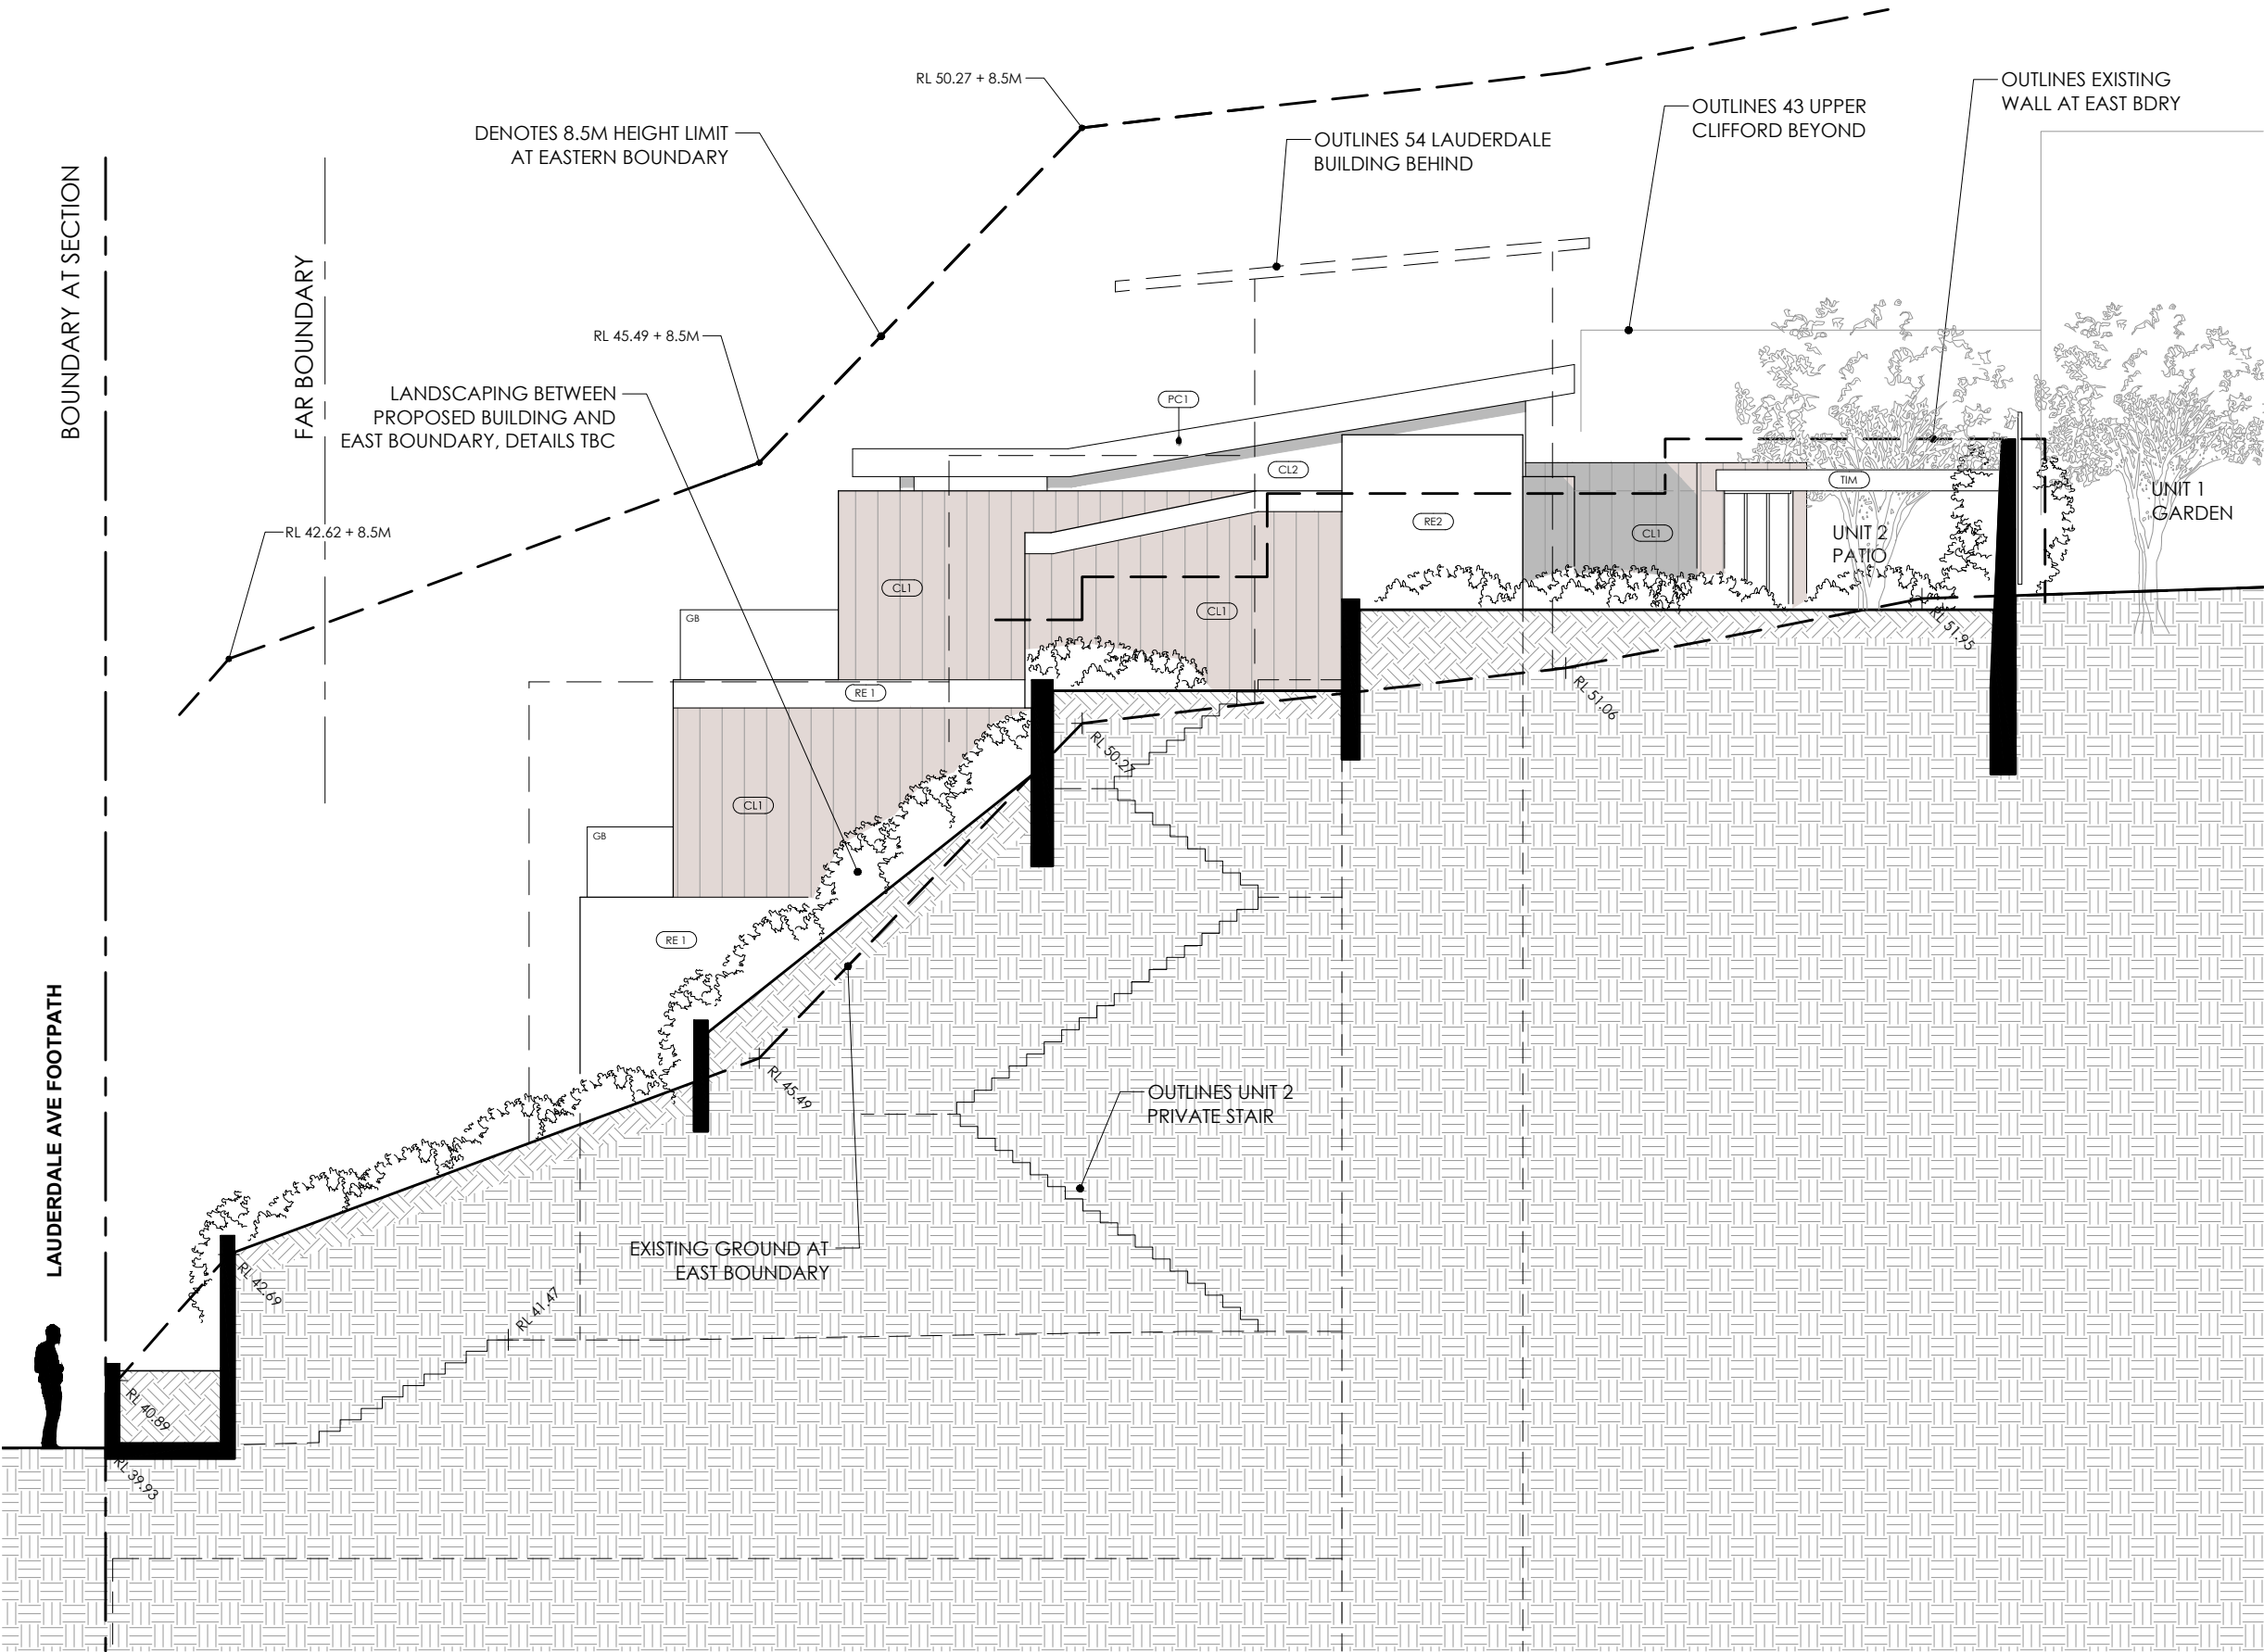 RL 50.27 + 8.5M
OUTLINES EXISTING
WALL AT EAST BDRY
OUTLINES 43 UPPER
CLIFFORD BEYOND
DENOTES 8.5M HEIGHT LIMIT
AT EASTERN BOUNDARY
OUTLINES 54 LAUDERDALE
BUILDING BEHIND
BOUNDARY AT SECTION
FAR BOUNDARY
RL 45.49 + 8.5M
LANDSCAPING BETWEEN
PROPOSED BUILDING AND
EAST BOUNDARY, DETAILS TBC
PC1
CL2
TIM
UNIT 1
GARDEN
RL 42.62 + 8.5M
RE2
CL1
UNIT 2
PATIO
CL1
CL1
GB
RL 51.95
RE 1
RL 51.06
RL 50.27
CL1
GB
RE 1
LAUDERDALE AVE FOOTPATH
RL 45.49
OUTLINES UNIT 2
PRIVATE STAIR
EXISTING GROUND AT
EAST BOUNDARY
RL 42.69
RL 41.47
RL 40.89
RL 39.93